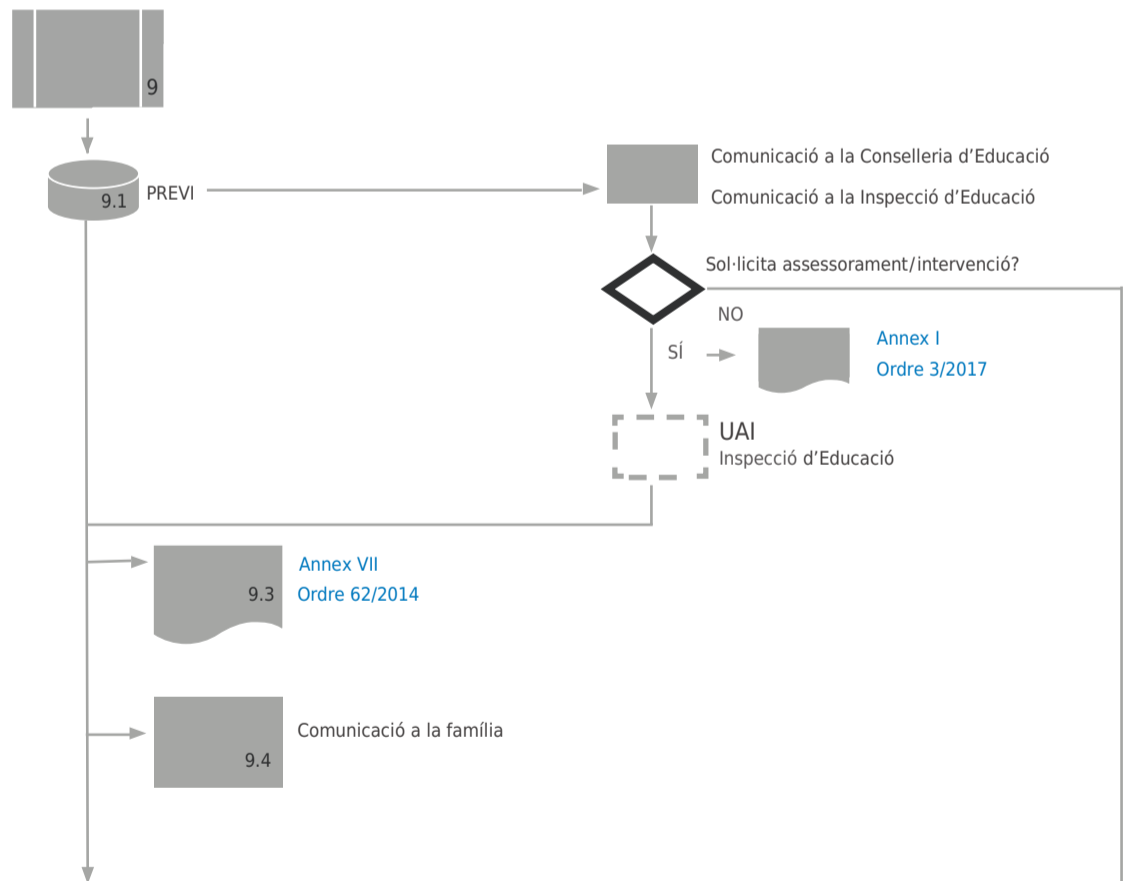 9
9.1
PREVI
Comunicació a la Conselleria d’Educació
Comunicació a la Inspecció d’Educació
Sol·licita assessorament/intervenció?
NO
SÍ
Annex I
Ordre 3/2017
UAI
Inspecció d’Educació
9.3
Annex VII
Ordre 62/2014
Comunicació a la família
9.4